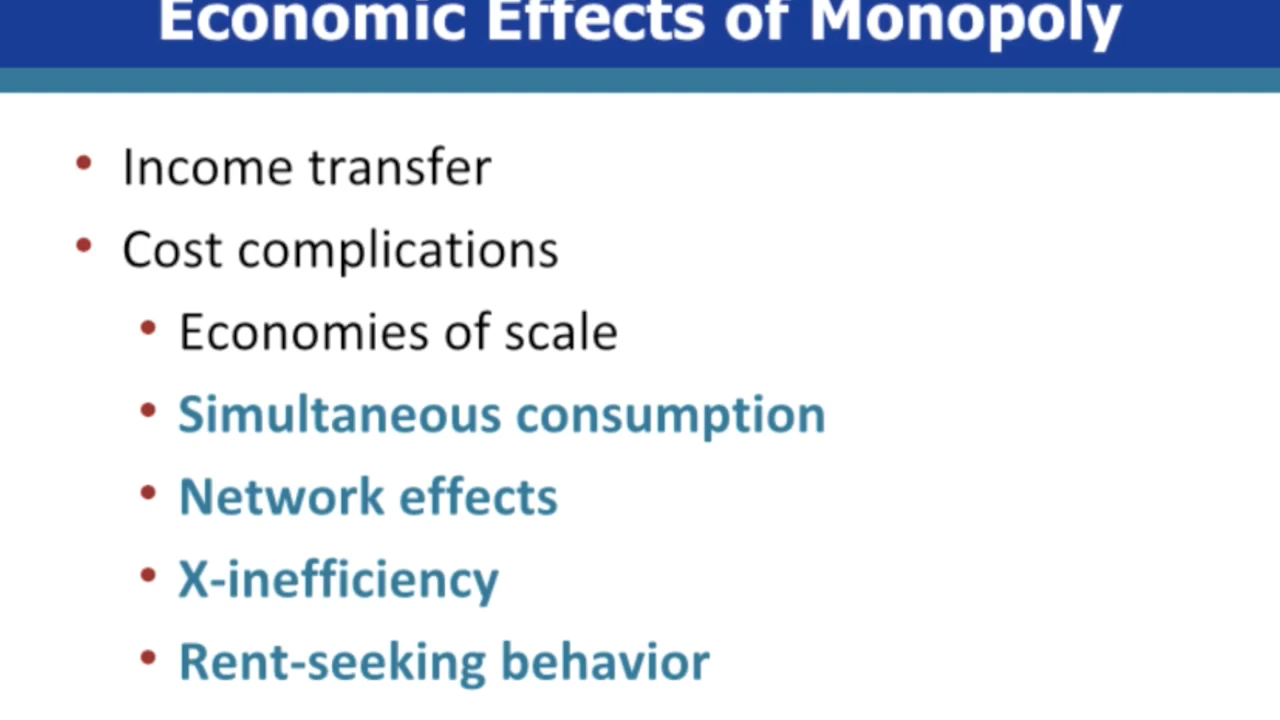 Economic Effects of Monopoly
• Income transfer
• Cost complications
• Economies of scale
• Simultaneous consumption
• Network effects
• X-inefficiency
• Rent-seeking behavior